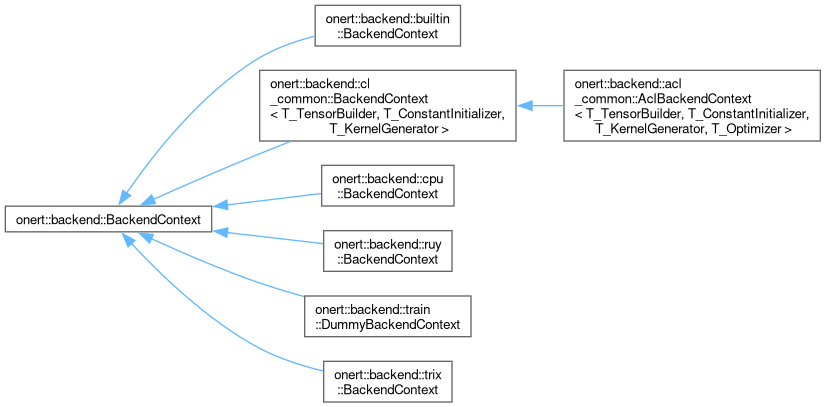 onert::backend::builtin
::BackendContext
onert::backend::cl
_common::BackendContext
< T_TensorBuilder, T_ConstantInitializer,
T_KernelGenerator >
onert::backend::acl
_common::AclBackendContext
< T_TensorBuilder, T_ConstantInitializer,
T_KernelGenerator, T_Optimizer >
onert::backend::cpu
::BackendContext
onert::backend::BackendContext
onert::backend::ruy
::BackendContext
onert::backend::train
::DummyBackendContext
onert::backend::trix
::BackendContext